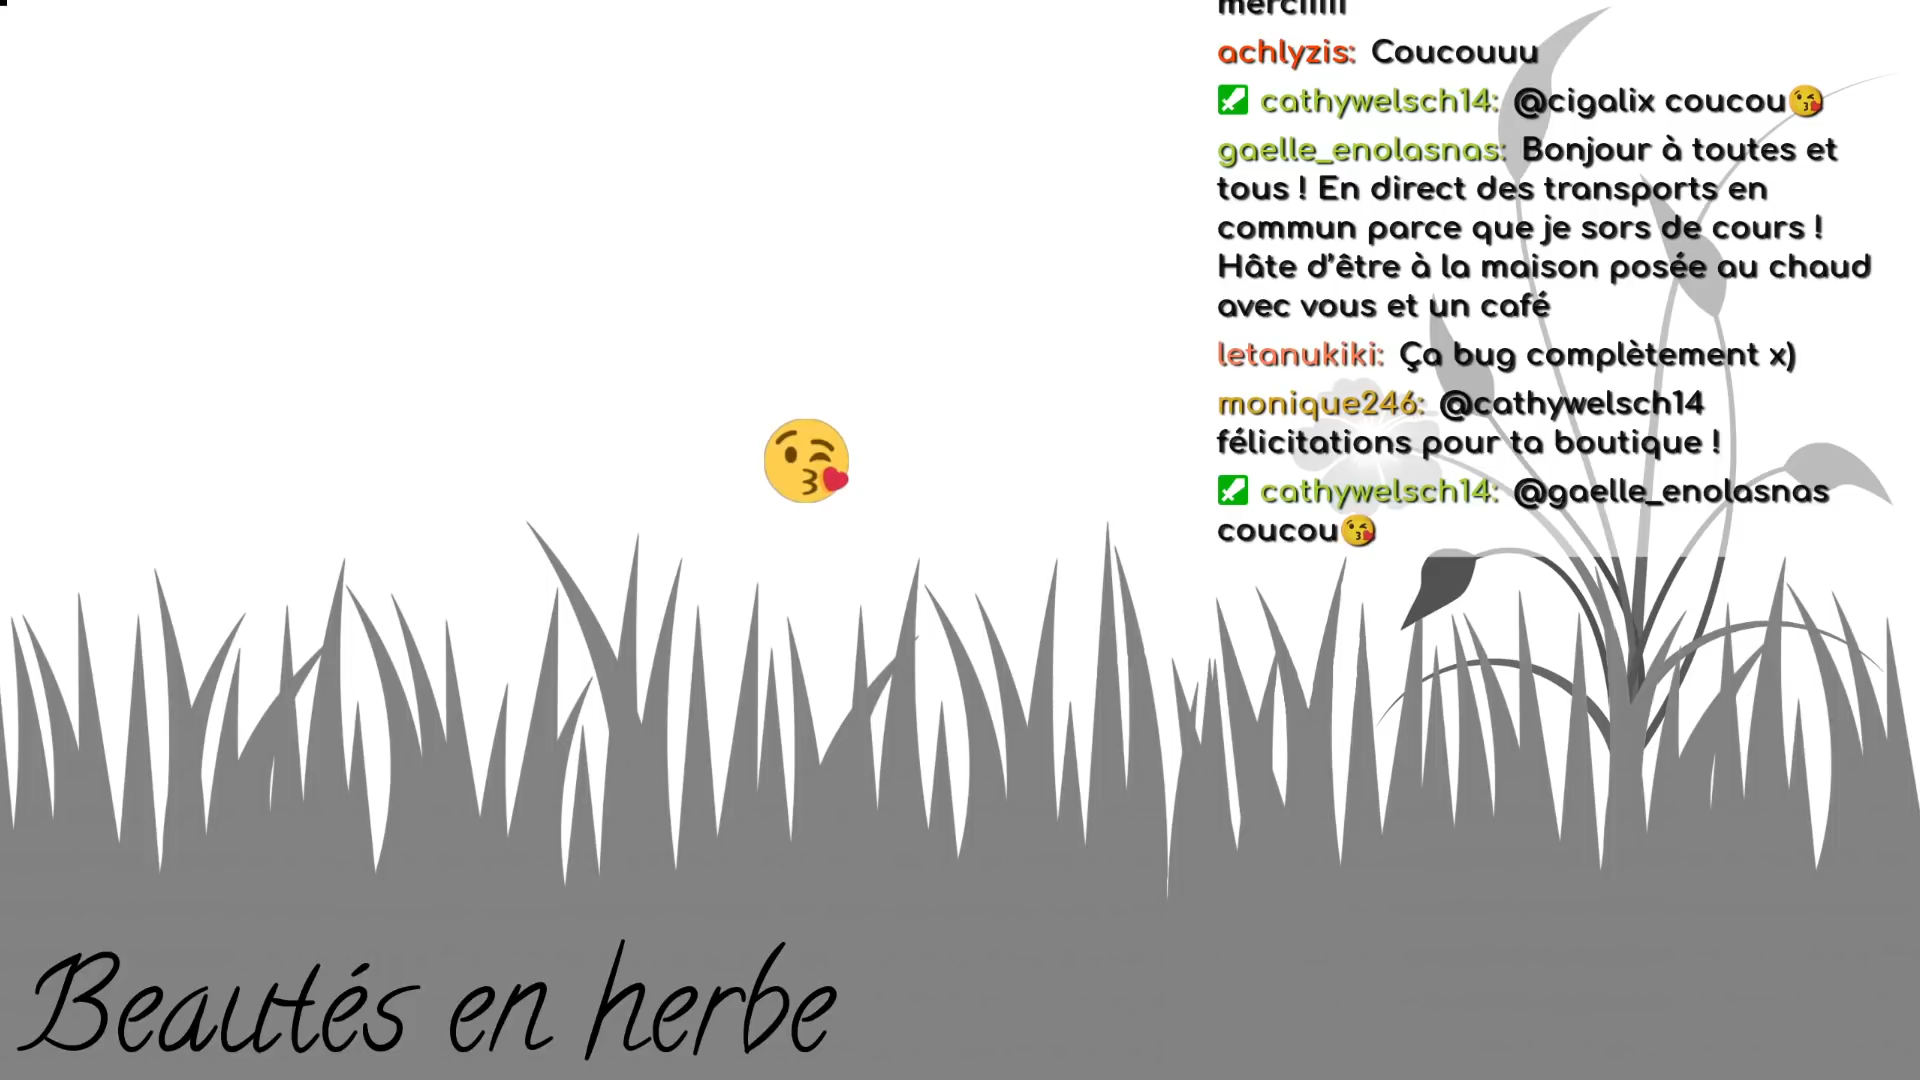 merciiiiii
achlyzis: Coucouuu
cathywelsch14: @cigalix coucou😘
gaelle_enolasnas: Bonjour à toutes et
tous ! En direct des transports en
commun parce que je sors de cours !
Hâte d’être à la maison posée au chaud
avec vous et un café
letanukiki: Ça bug complètement x)
monique246: @cathywelsch14
félicitations pour ta boutique !
cathywelsch14: @gaelle_enolasnas
coucou😘
Beautés en herbe